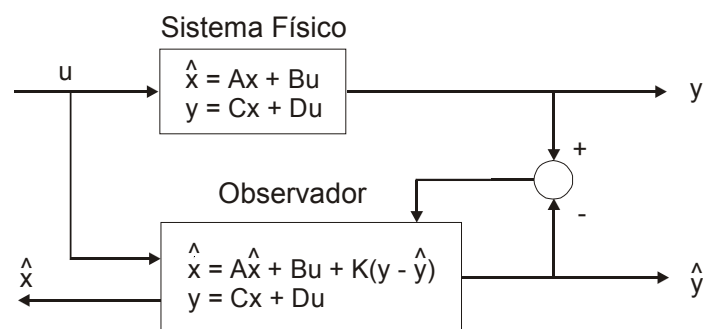 Sistema Físico
u
x̂ = Ax + Bu
y = Cx + Du
y
+
Observador
-
x̂̇ = Ax̂ + Bu + K(y - ŷ)
y = Cx + Du
x̂
ŷ